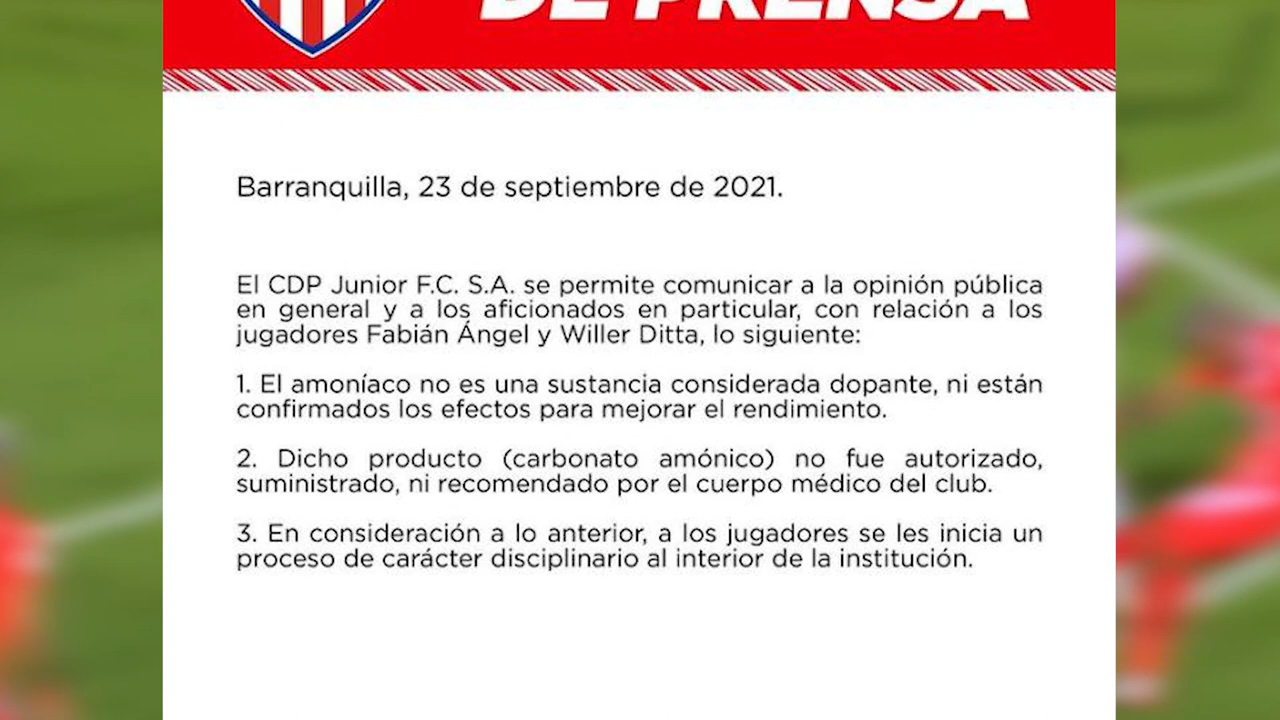 DE PRENSA
Barranquilla, 23 de septiembre de 2021.
El CDP Junior F.C. S.A. se permite comunicar a la opinión pública
en general y a los aficionados en particular, con relación a los
jugadores Fabián Ángel y Willer Ditta, lo siguiente:
1. El amoníaco no es una sustancia considerada dopante, ni están
confirmados los efectos para mejorar el rendimiento.
2. Dicho producto (carbonato amónico) no fue autorizado,
suministrado, ni recomendado por el cuerpo médico del club.
3. En consideración a lo anterior, a los jugadores se les inicia un
proceso de carácter disciplinario al interior de la institución.